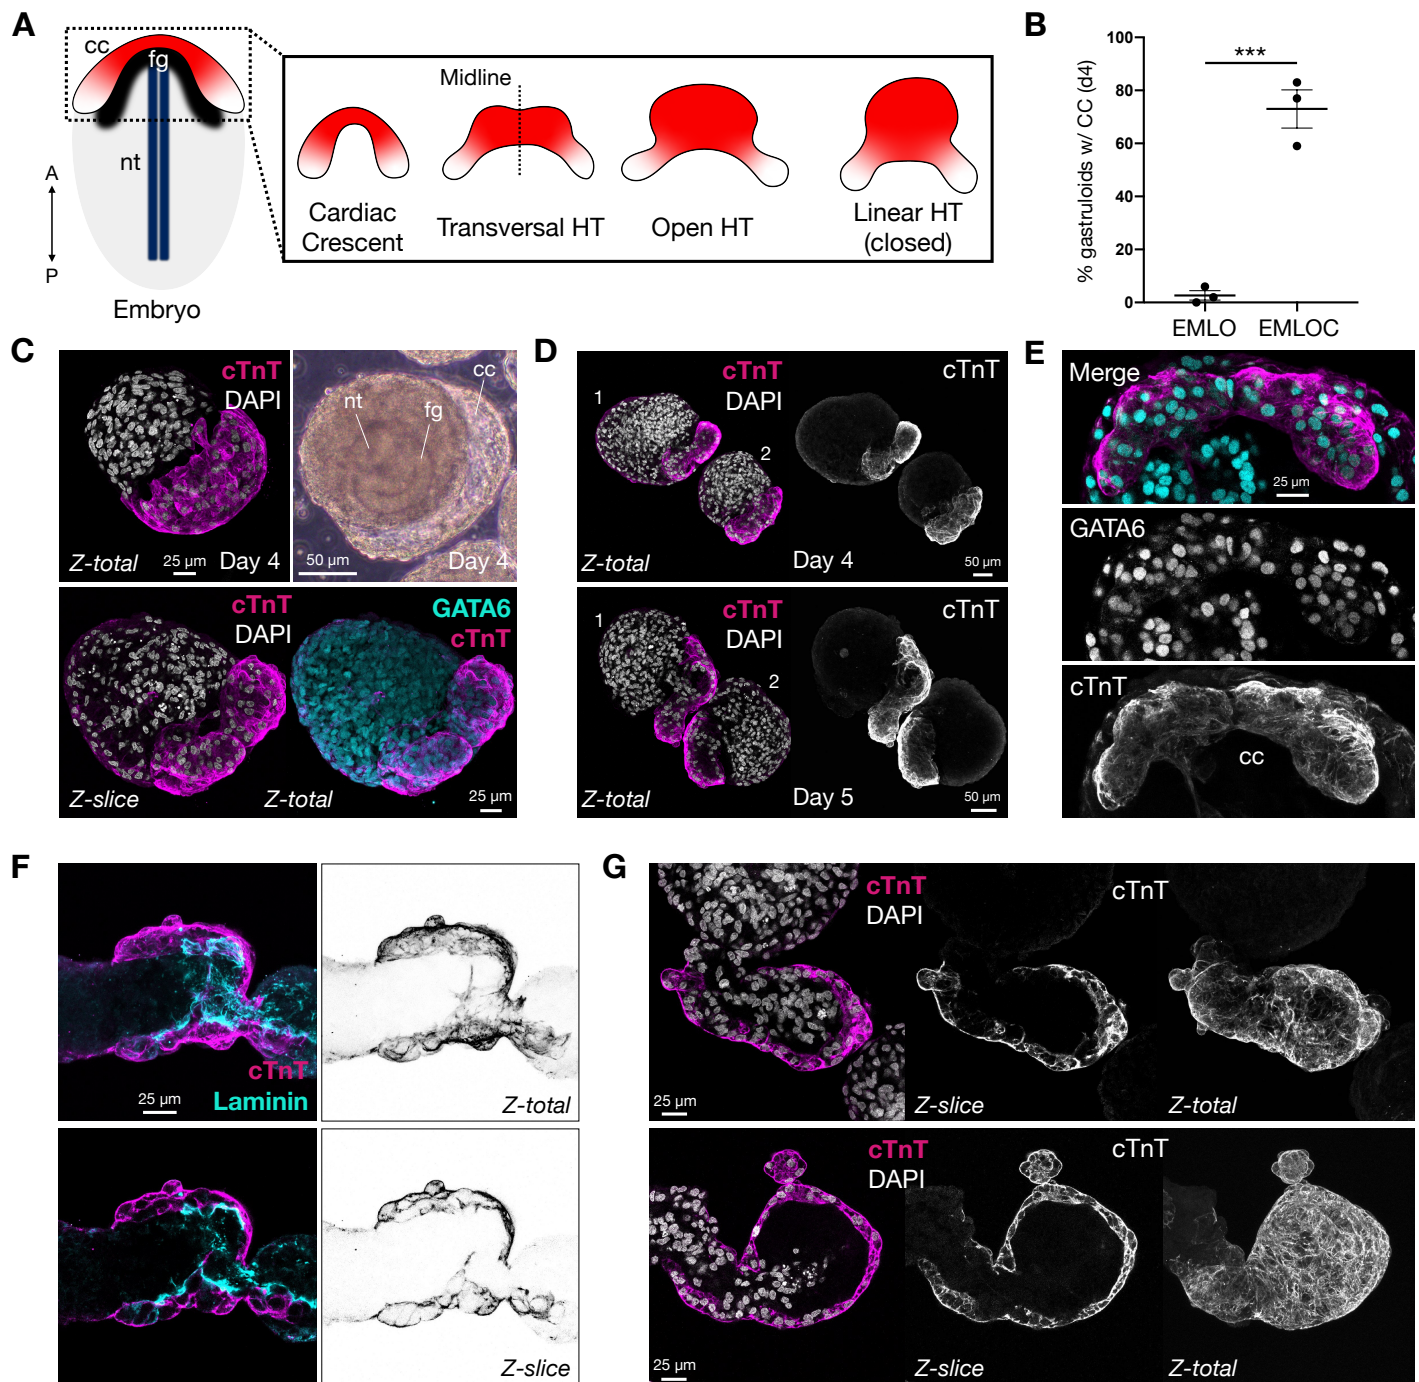 A
cc
fg
nt
A
P
Embryo
Midline
Cardiac
Crescent
Transversal HT
Open HT
Linear HT
(closed)
B
% gastruloids w/ CC (d4)
100
80
60
40
20
0
***
EMLO
EMLOC
C
cTnT
DAPI
Z-total
25 µm
Day 4
nt
fg
cc
50 µm
Day 4
cTnT
DAPI
Z-slice
GATA6
cTnT
Z-total
25 µm
D
1
2
cTnT
DAPI
Z-total
cTnT
Day 4
50 µm
1
2
cTnT
DAPI
Z-total
cTnT
Day 5
50 µm
E
Merge
25 µm
GATA6
cTnT
cc
F
cTnT
25 µm
Laminin
Z-total
Z-slice
G
cTnT
DAPI
25 µm
cTnT
Z-slice
Z-total
cTnT
DAPI
25 µm
cTnT
Z-slice
Z-total